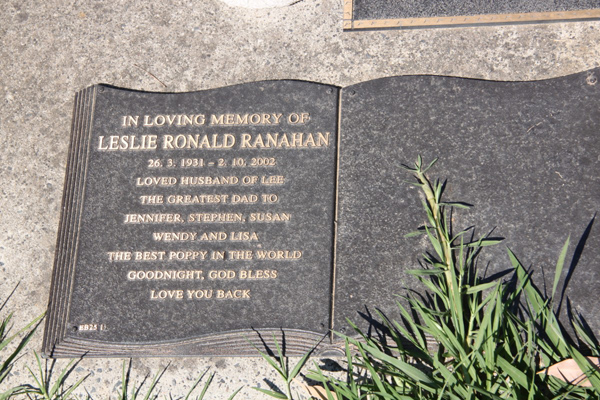 IN LOVING MEMORY OF
LESLIE RONALD RANAHAN
26. 3. 1931 – 2. 10. 2002
LOVED HUSBAND OF LEE
THE GREATEST DAD TO
JENNIFER, STEPHEN, SUSAN
WENDY AND LISA
THE BEST POPPY IN THE WORLD
GOODNIGHT, GOD BLESS
LOVE YOU BACK